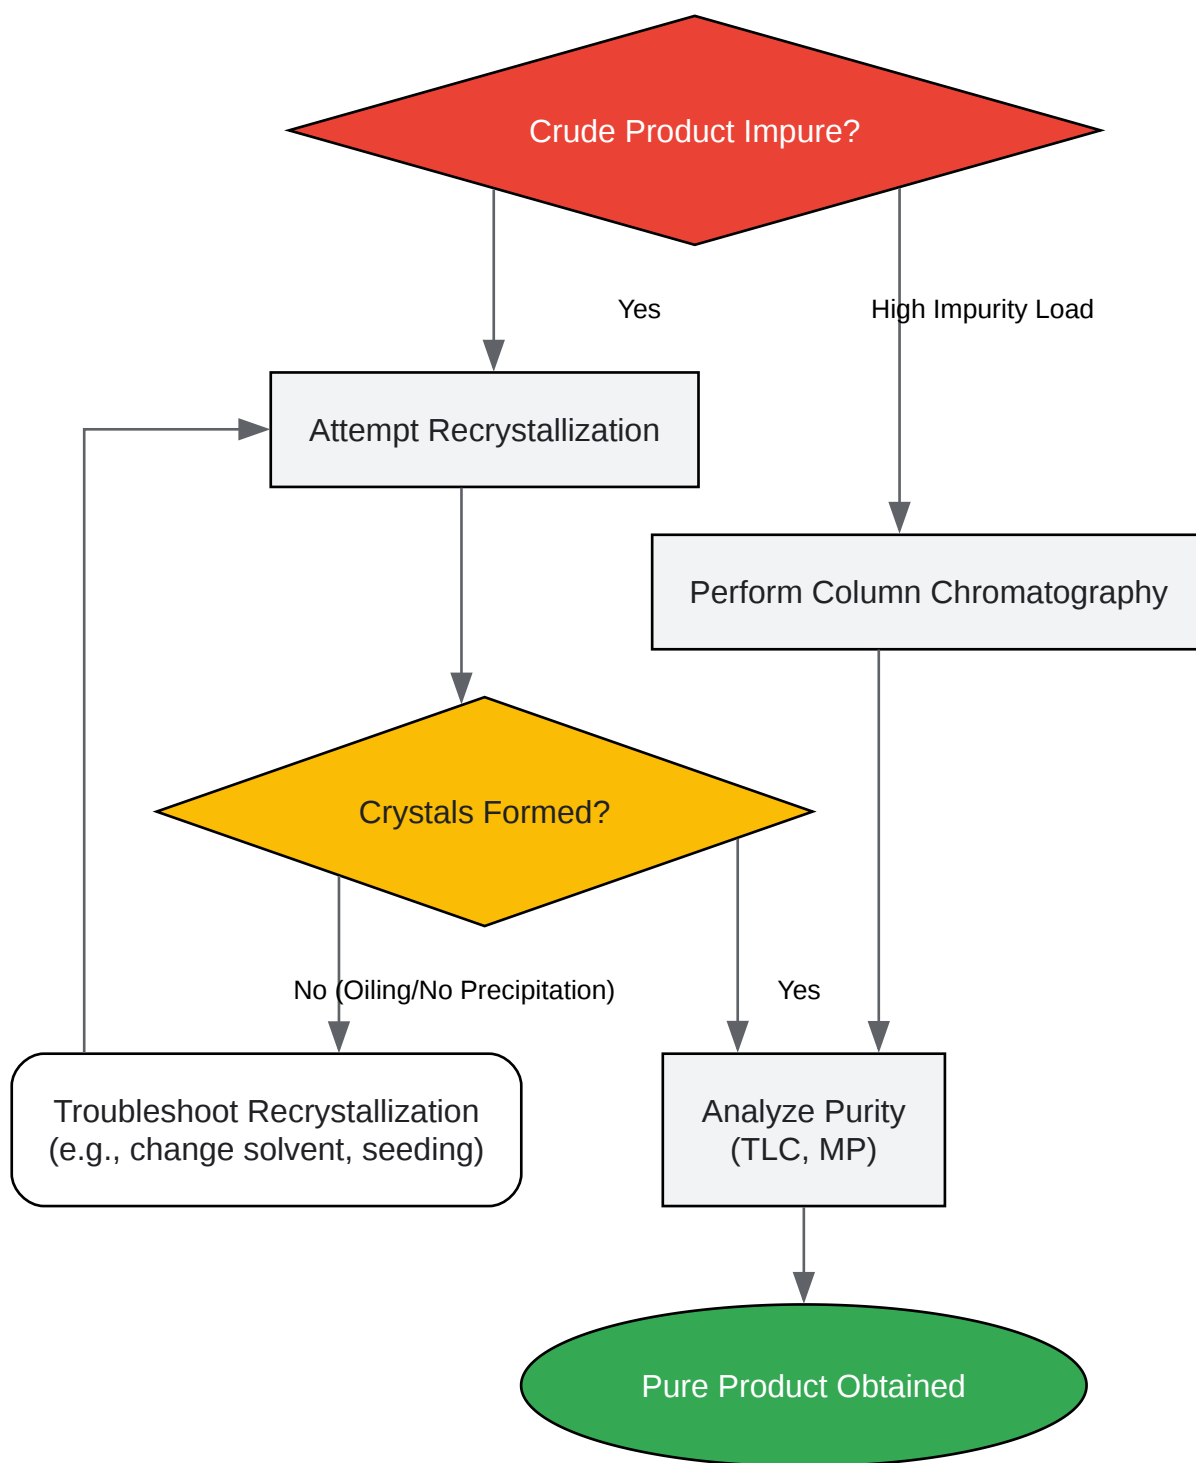 Crude Product Impure?
Yes
High Impurity Load
Attempt Recrystallization
Perform Column Chromatography
Crystals Formed?
No (Oiling/No Precipitation)
Yes
Troubleshoot Recrystallization
(e.g., change solvent, seeding)
Analyze Purity
(TLC, MP)
Pure Product Obtained